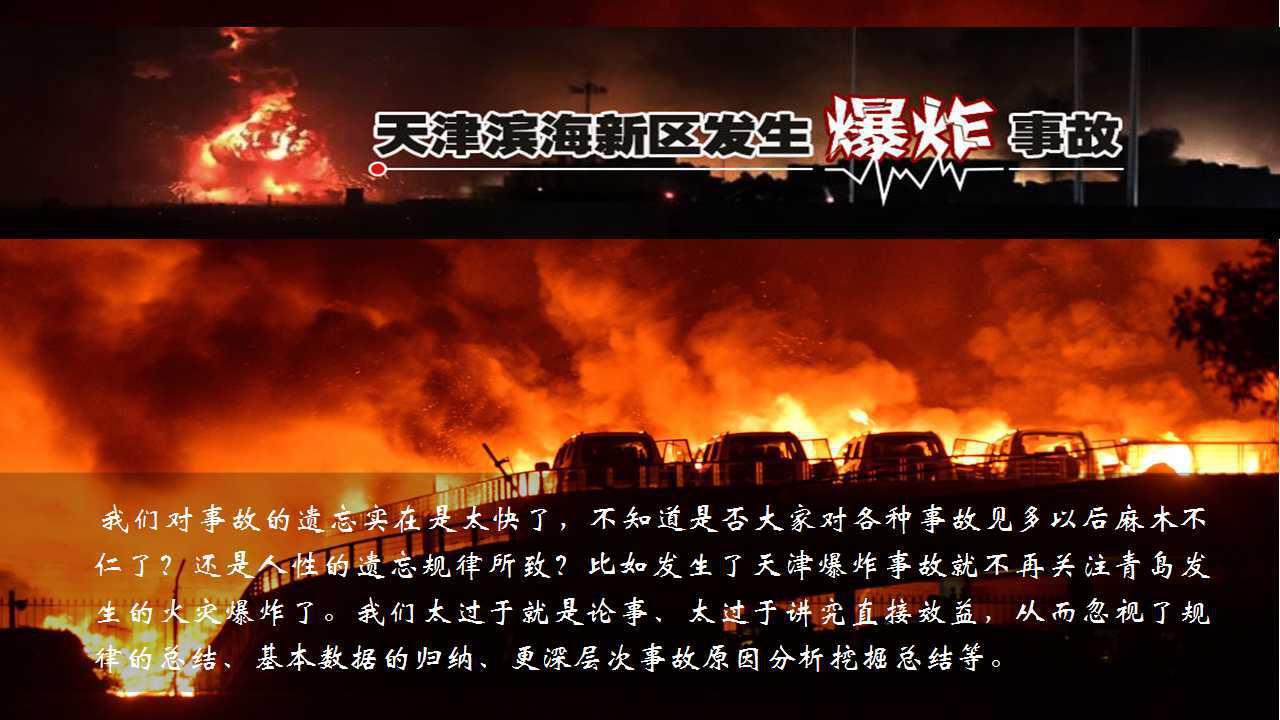 天津滨海新区发生爆炸事故
我们对事故的遗忘实在是太快了，不知道是否大家对各种事故见多以后麻木不
仁了？还是人性的遗忘规律所致？比如发生了天津爆炸事故就不再关注青岛发
生的火灾爆炸了。我们太过于就是论事、太过于讲究直接效益，从而忽视了规
律的总结、基本数据的归纳、更深层次事故原因分析挖掘总结等。